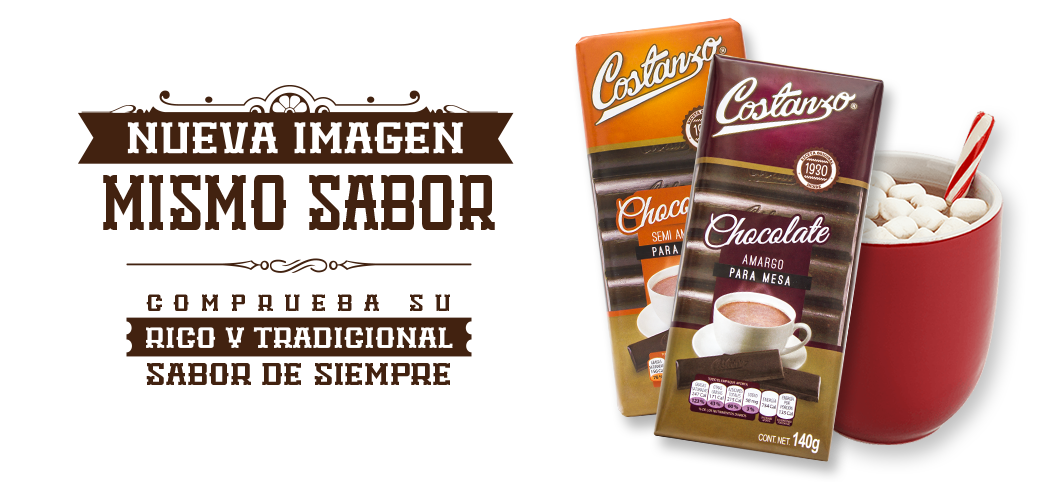 NUEVA IMAGEN
MISMO SABOR
COMPRUEBA SU
RICO Y TRADICIONAL
SABOR DE SIEMPRE
Costanzo®
Chocolate
AMARGO
PARA MESA
1930
CONT. NET. 140g
Costanzo®
Choco
SEMI AM
PARA